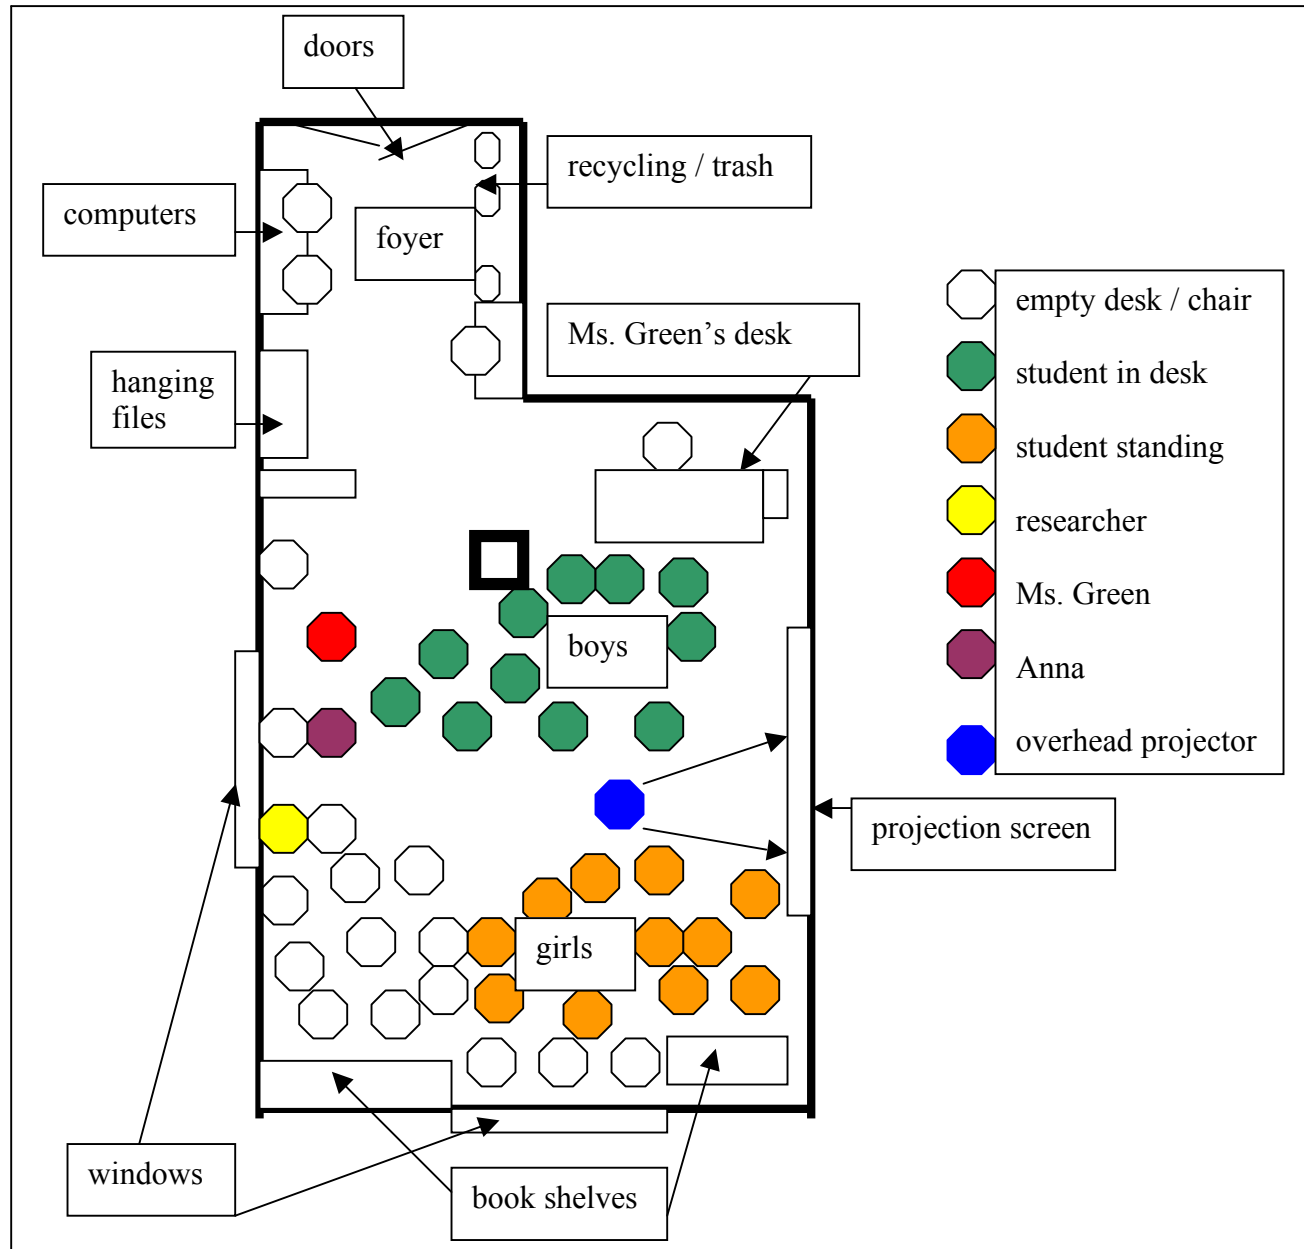 doors
recycling / trash
computers
foyer
Ms. Green’s desk
hanging
files
empty desk / chair
student in desk
student standing
researcher
Ms. Green
Anna
overhead projector
boys
projection screen
girls
windows
book shelves